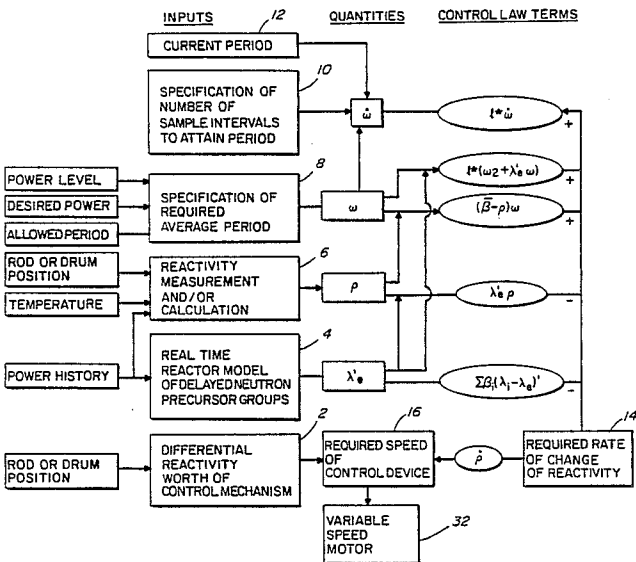 INPUTS
QUANTITIES
CONTROL LAW TERMS
12
CURRENT PERIOD
10
SPECIFICATION OF
NUMBER OF
SAMPLE INTERVALS
TO ATTAIN PERIOD
ω̇
l* ω̇
+
8
POWER LEVEL
DESIRED POWER
ALLOWED PERIOD
SPECIFICATION OF
REQUIRED
AVERAGE PERIOD
ω
l*(ω2+λ'e ω)
+
(β̄-ρ)ω
+
6
ROD OR DRUM
POSITION
TEMPERATURE
REACTIVITY
MEASUREMENT
AND/OR
CALCULATION
ρ
λ'e ρ
-
4
POWER HISTORY
REAL TIME
REACTOR MODEL
OF DELAYED NEUTRON
PRECURSOR GROUPS
λ'e
Σβi(λi-λe)'
-
2
ROD OR DRUM
POSITION
DIFFERENTIAL
REACTIVITY
WORTH OF
CONTROL MECHANISM
16
REQUIRED SPEED
OF
CONTROL DEVICE
ρ̇
14
REQUIRED RATE
OF CHANGE
OF REACTIVITY
VARIABLE
SPEED
MOTOR
32